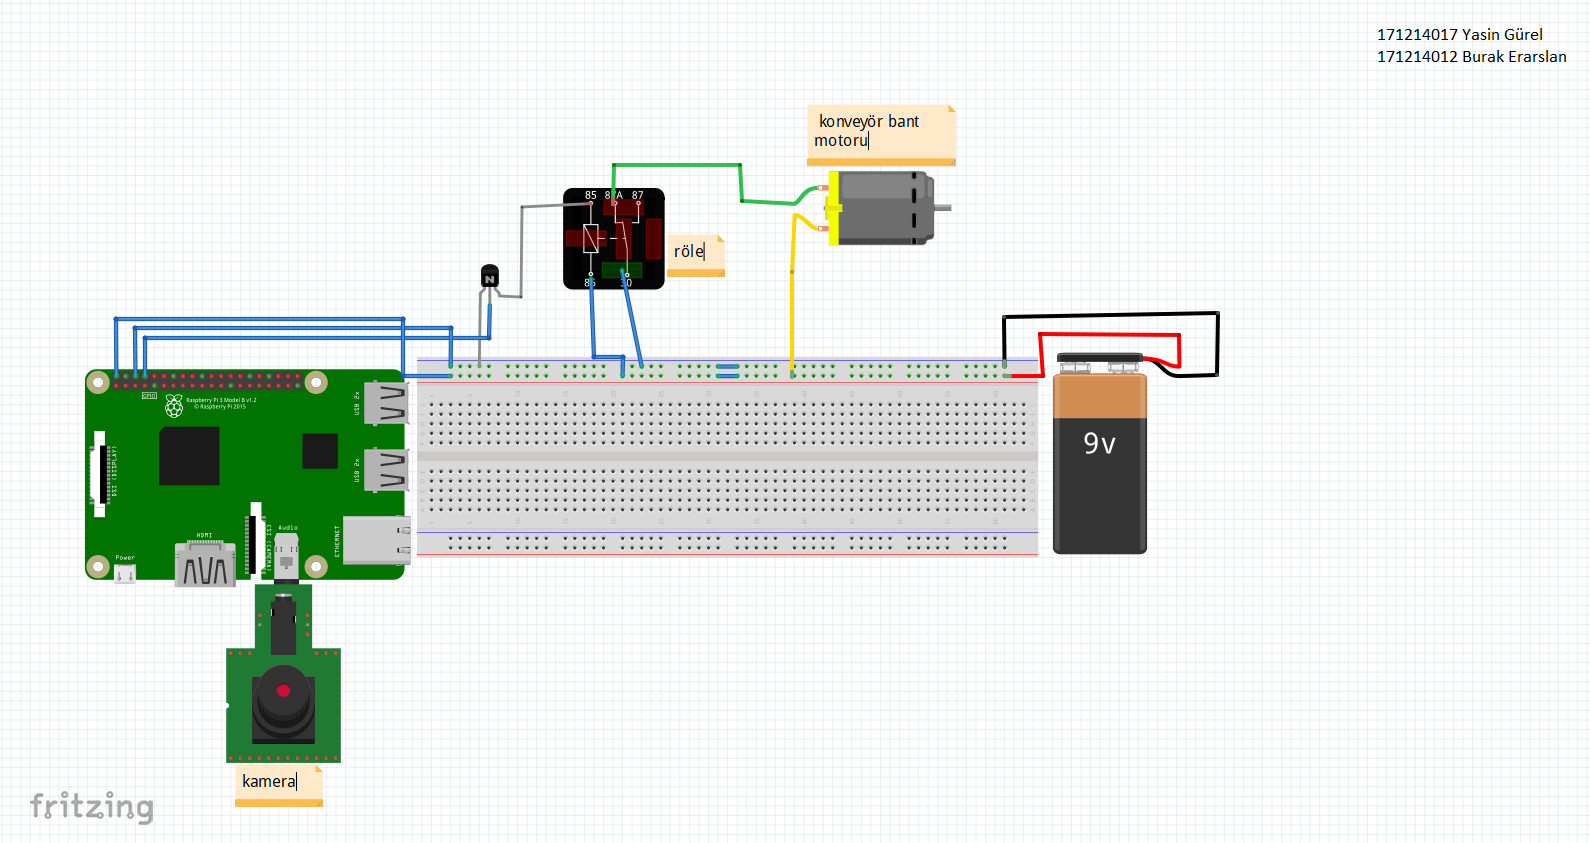 171214017 Yasin Gürel
171214012 Burak Erarslan
konveyör bant
motoru
85 87A 87
röle
86 30
GPIO
Raspberry Pi 3 Model B v1.2
© Raspberry Pi 2015
USB 2x
DSI (DISPLAY)
USB 2x
9v
Audio
HDMI
CSI (CAMERA)
ETHERNET
Power
kamera
fritzing